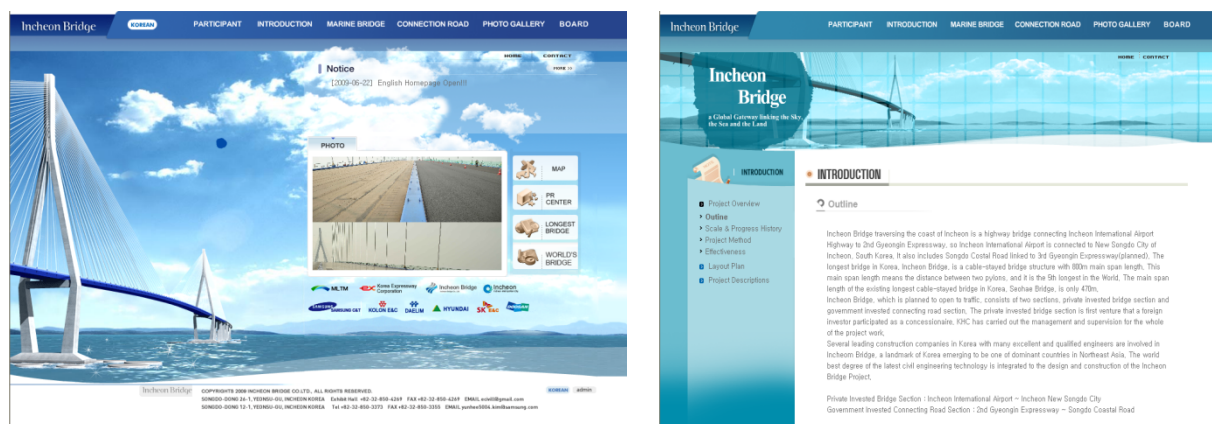 Incheon Bridge
KOREAN
PARTICIPANT INTRODUCTION MARINE BRIDGE CONNECTION ROAD PHOTO GALLERY BOARD
HOME CONTACT
Notice
MORE
[2009-06-22] English Homepage Open!!!
PHOTO
MAP
PR
CENTER
LONGEST
BRIDGE
WORLD'S
BRIDGE
MLTM
Korea Expressway
Corporation
Incheon Bridge
Incheon
SAMSUNG
SAMSUNG C&T
KOLON E&C
DAELIM
HYUNDAI
SK E&C
Incheon Bridge
COPYRIGHTS 2009 INCHEON BRIDGE CO.LTD., ALL RIGHTS RESERVED.
KOREAN admin
Incheon Bridge
PARTICIPANT INTRODUCTION MARINE BRIDGE CONNECTION ROAD PHOTO GALLERY BOARD
HOME CONTACT
Incheon
Bridge
a Global Gateway linking the Sky,
the Sea and the Land
INTRODUCTION
Project Overview
Outline
Scale & Progress History
Project Method
Effectiveness
Layout Plan
Project Descriptions
INTRODUCTION
Outline
Incheon Bridge traversing the coast of Incheon is a highway bridge connecting Incheon International Airport
Highway to 2nd Gyeongin Expressway, so Incheon International Airport is connected to New Songdo City of
Incheon, South Korea. It also includes Songdo Costal Road linked to 3rd Gyeongin Expressway(planned). The
longest bridge in Korea, Incheon Bridge, is a cable-stayed bridge structure with 800m main span length. This
main span length means the distance between two pylons, and it is the 5th longest in the World. The main span
length of the existing longest cable-stayed bridge in Korea, Seohae Bridge, is only 470m.
Incheon Bridge, which is planned to open to traffic, consists of two sections, private invested bridge section and
government invested connecting road section. The private invested bridge section is first venture that a foreign
investor participated as a concessionaire, KHC has carried out the management and supervision for the whole
of the project work.
Several leading construction companies in Korea with many excellent and qualified engineers are involved in
Incheom Bridge, a landmark of Korea emerging to be one of dominant countries in Northeast Asia. The world
best degree of the latest civil engineering technology is integrated to the design and construction of the Incheon
Bridge Project.
Private Invested Bridge Section : Incheon International Airport ~ Incheon New Songdo City
Government Invested Connecting Road Section : 2nd Gyeongin Expressway ~ Songdo Coastal Road